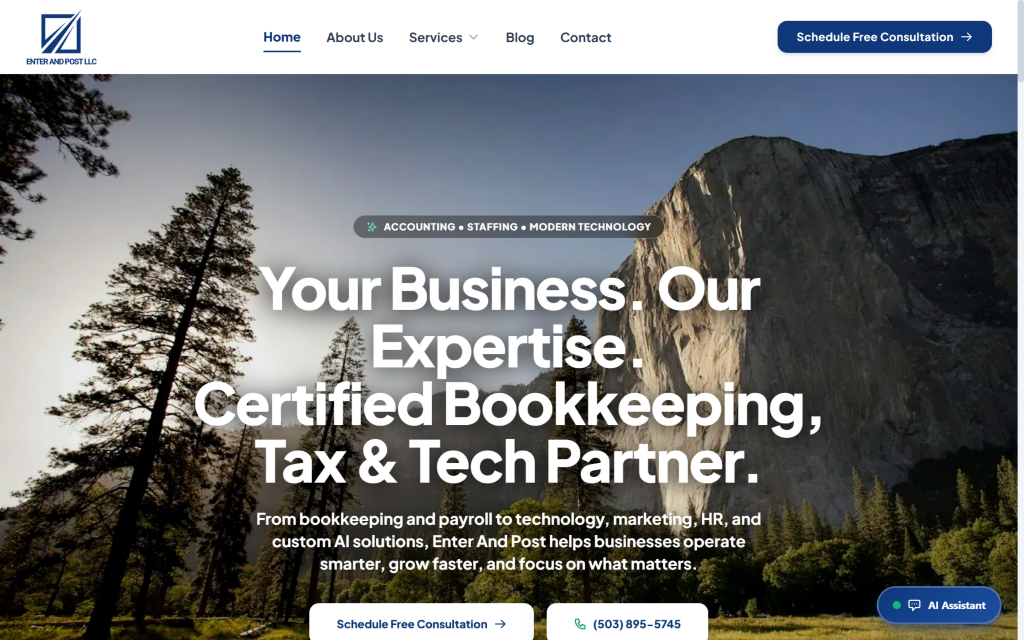 ENTER AND POST LLC
Home
About Us
Services
Blog
Contact
Schedule Free Consultation
ACCOUNTING • STAFFING • MODERN TECHNOLOGY
Your Business. Our
Expertise.
Certified Bookkeeping,
Tax & Tech Partner.
From bookkeeping and payroll to technology, marketing, HR, and
custom AI solutions, Enter And Post helps businesses operate
smarter, grow faster, and focus on what matters.
Schedule Free Consultation
(503) 895-5745
AI Assistant